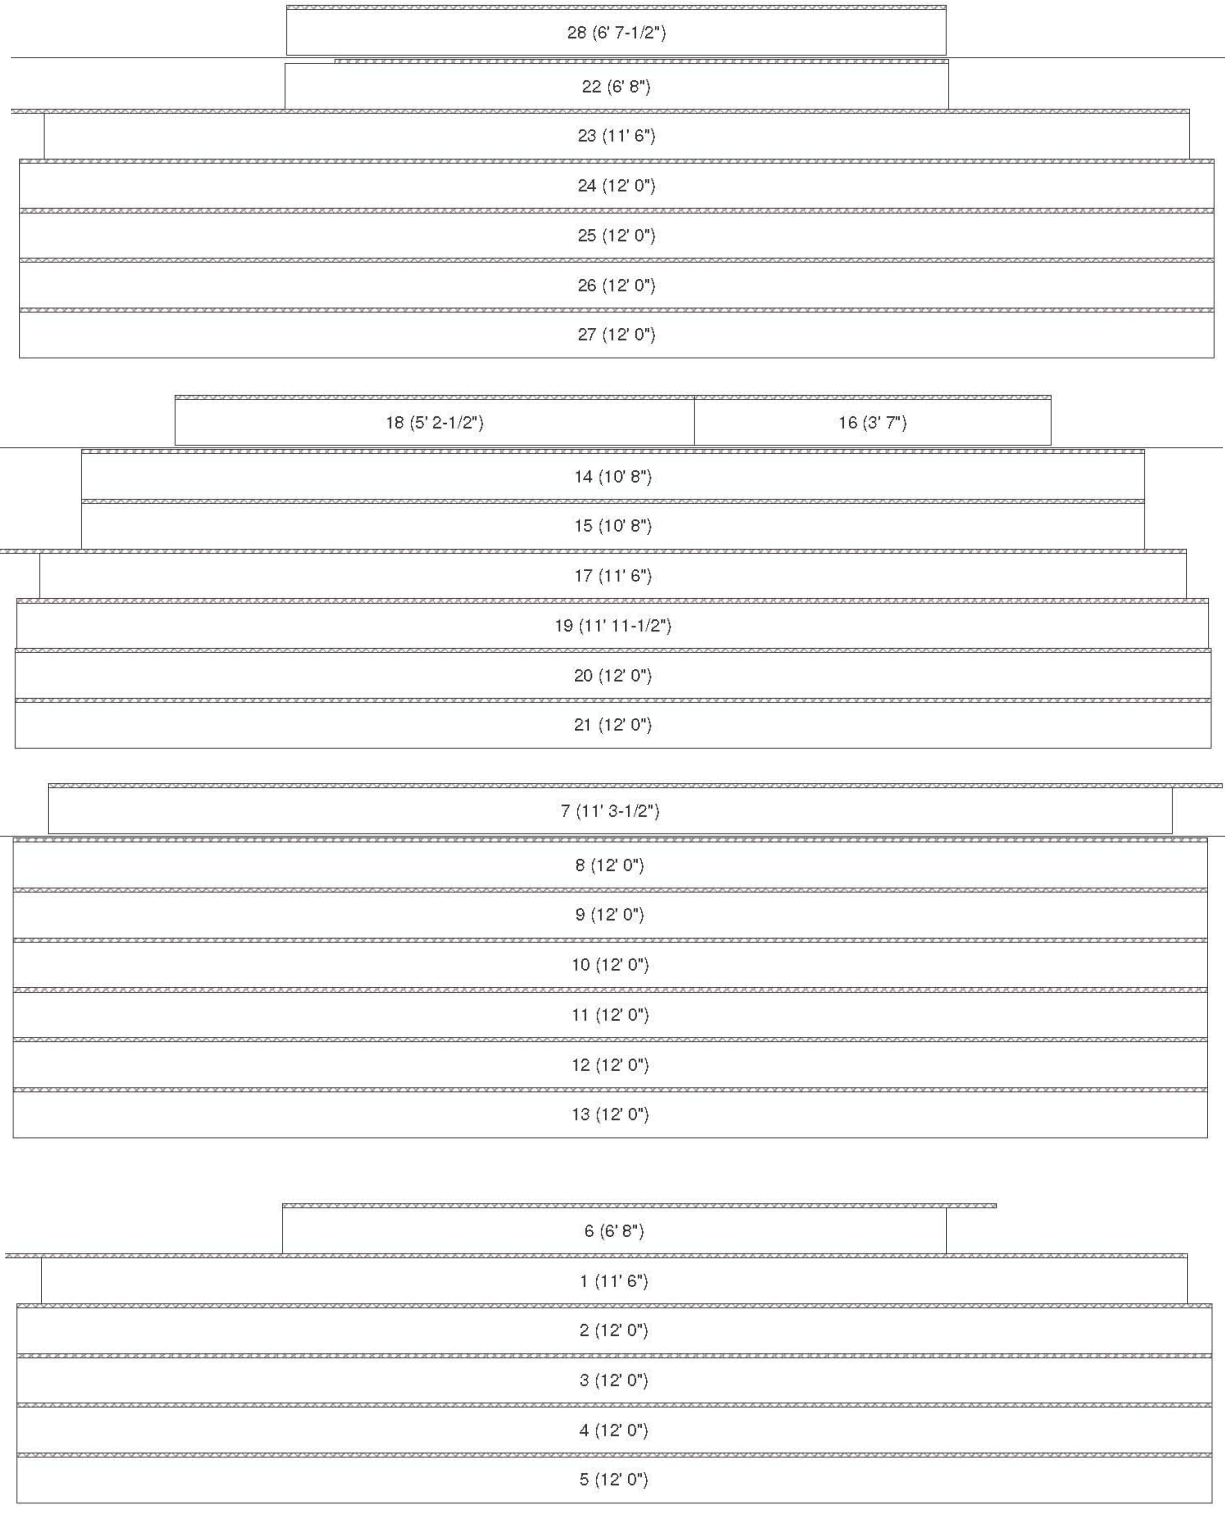 28 (6' 7-1/2")
22 (6' 8")
23 (11' 6")
24 (12' 0")
25 (12' 0")
26 (12' 0")
27 (12' 0")
18 (5' 2-1/2") 16 (3' 7")
14 (10' 8")
15 (10' 8")
17 (11' 6")
19 (11' 11-1/2")
20 (12' 0")
21 (12' 0")
7 (11' 3-1/2")
8 (12' 0")
9 (12' 0")
10 (12' 0")
11 (12' 0")
12 (12' 0")
13 (12' 0")
6 (6' 8")
1 (11' 6")
2 (12' 0")
3 (12' 0")
4 (12' 0")
5 (12' 0")